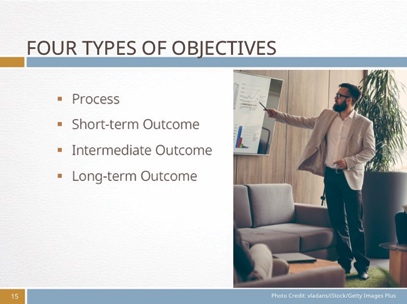 FOUR TYPES OF OBJECTIVES
▪ Process
▪ Short-term Outcome
▪ Intermediate Outcome
▪ Long-term Outcome
15
Photo Credit: vladans/iStock/Getty Images Plus